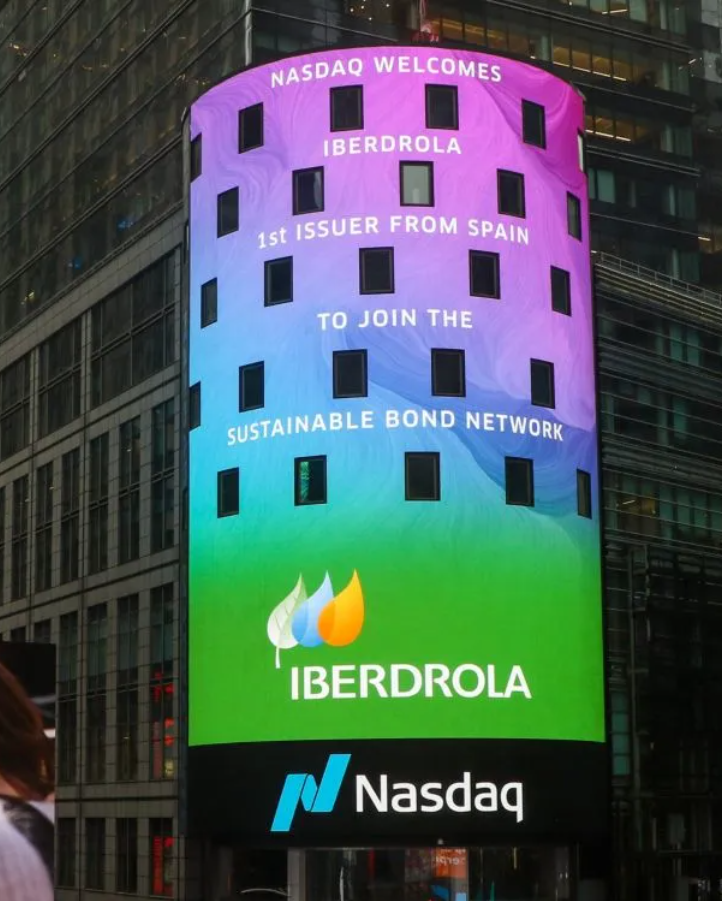 NASDAQ WELCOMES
IBERDROLA
1st ISSUER FROM SPAIN
TO JOIN THE
SUSTAINABLE BOND NETWORK
IBERDROLA
Nasdaq